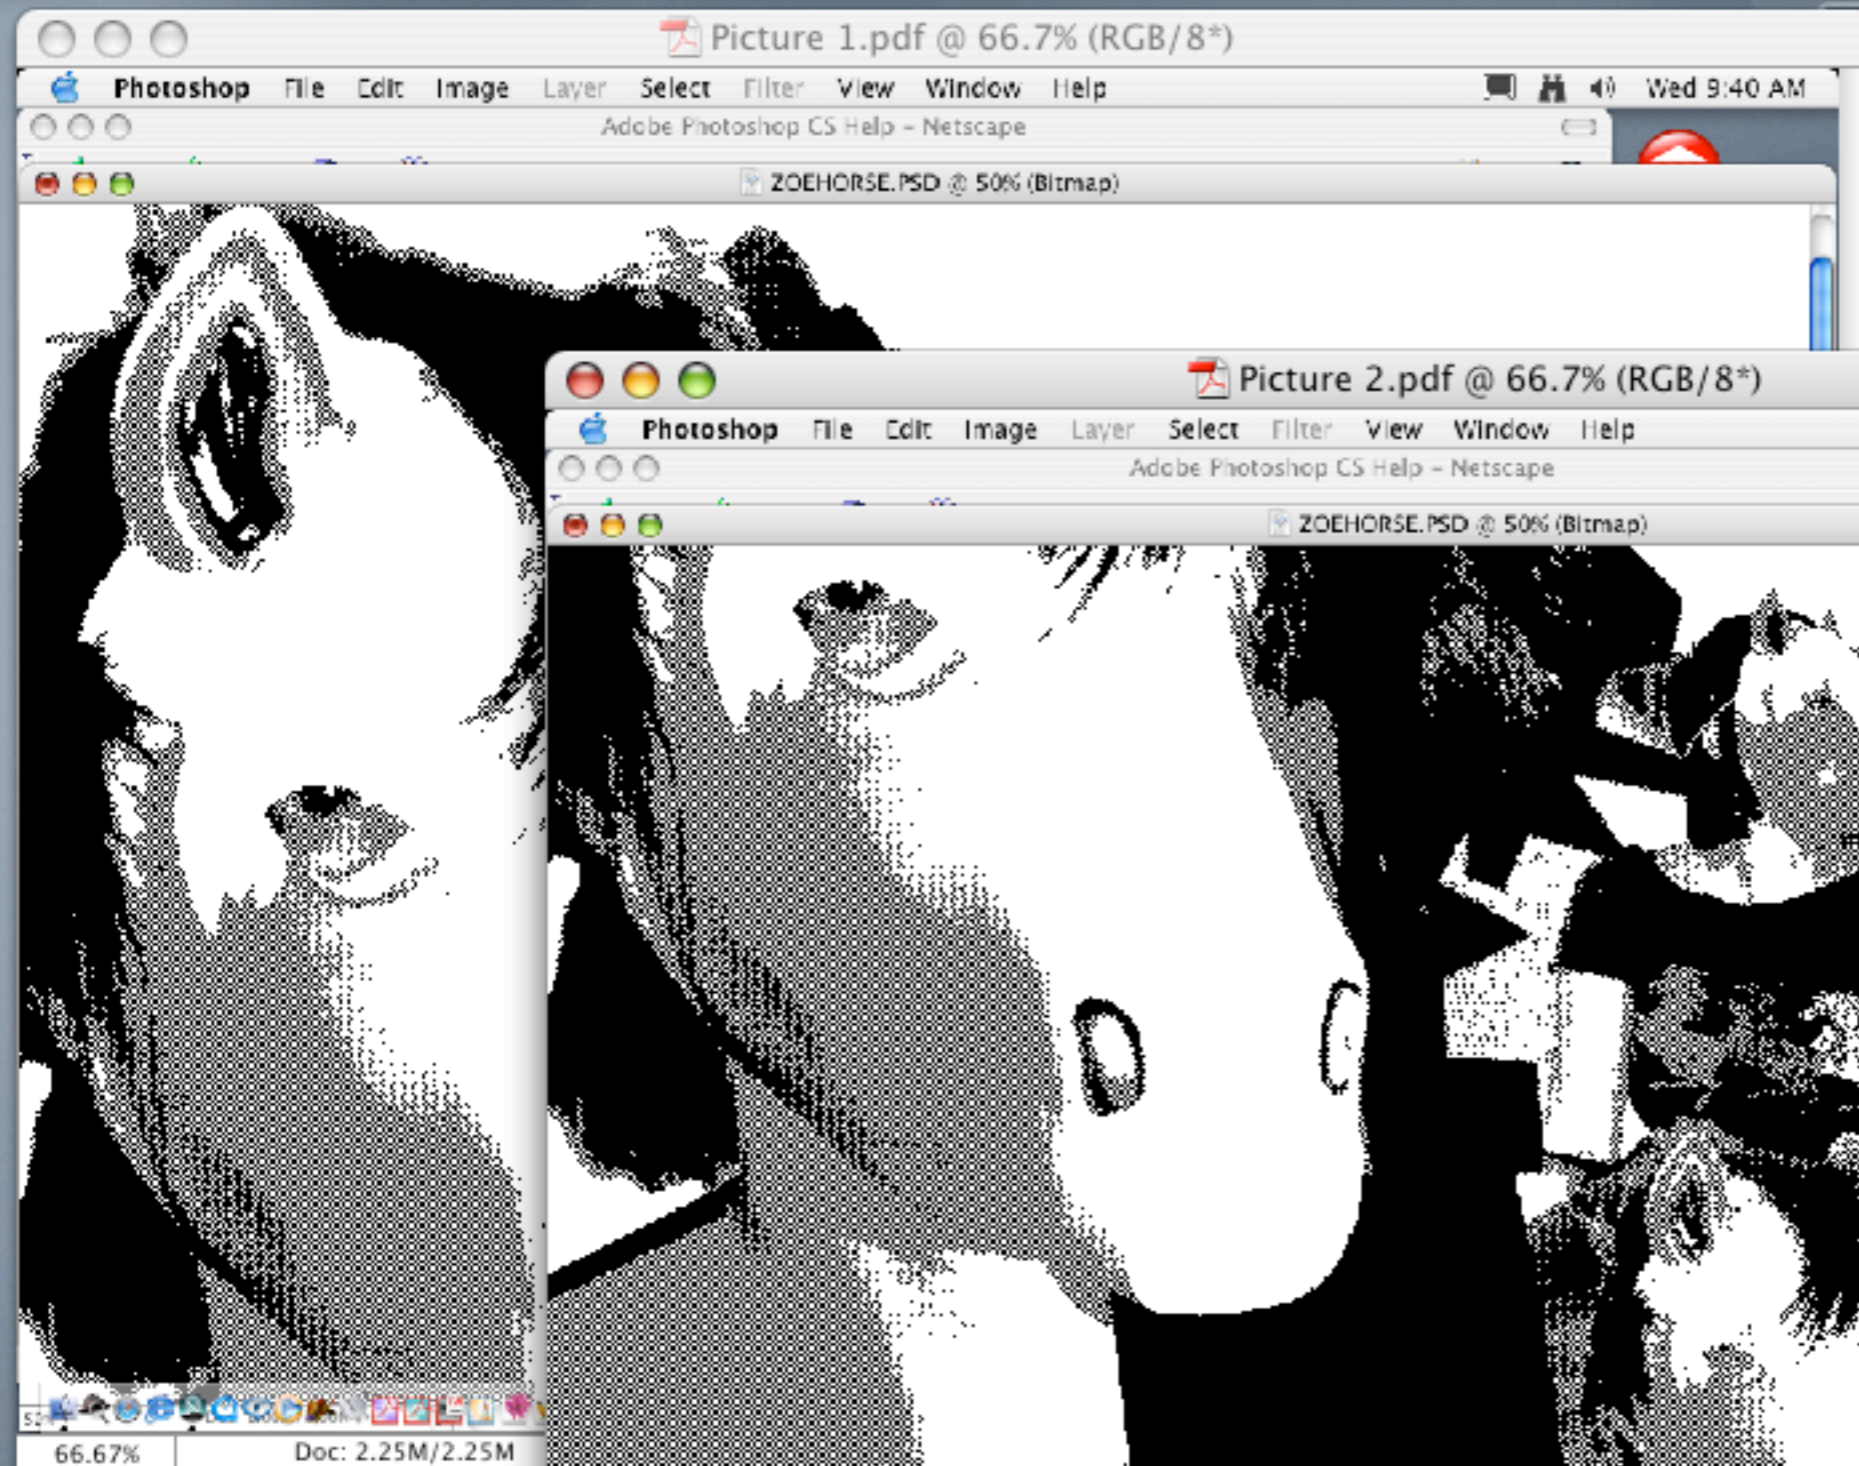 Picture 1.pdf @ 66.7% (RGB/8*)
Photoshop File Edit Image Layer Select Filter View Window Help Wed 9:40 AM
Adobe Photoshop CS Help - Netscape
ZOEHORSE.PSD @ 50% (Bitmap)
Picture 2.pdf @ 66.7% (RGB/8*)
Photoshop File Edit Image Layer Select Filter View Window Help
Adobe Photoshop CS Help - Netscape
ZOEHORSE.PSD @ 50% (Bitmap)
66.67% Doc: 2.25M/2.25M